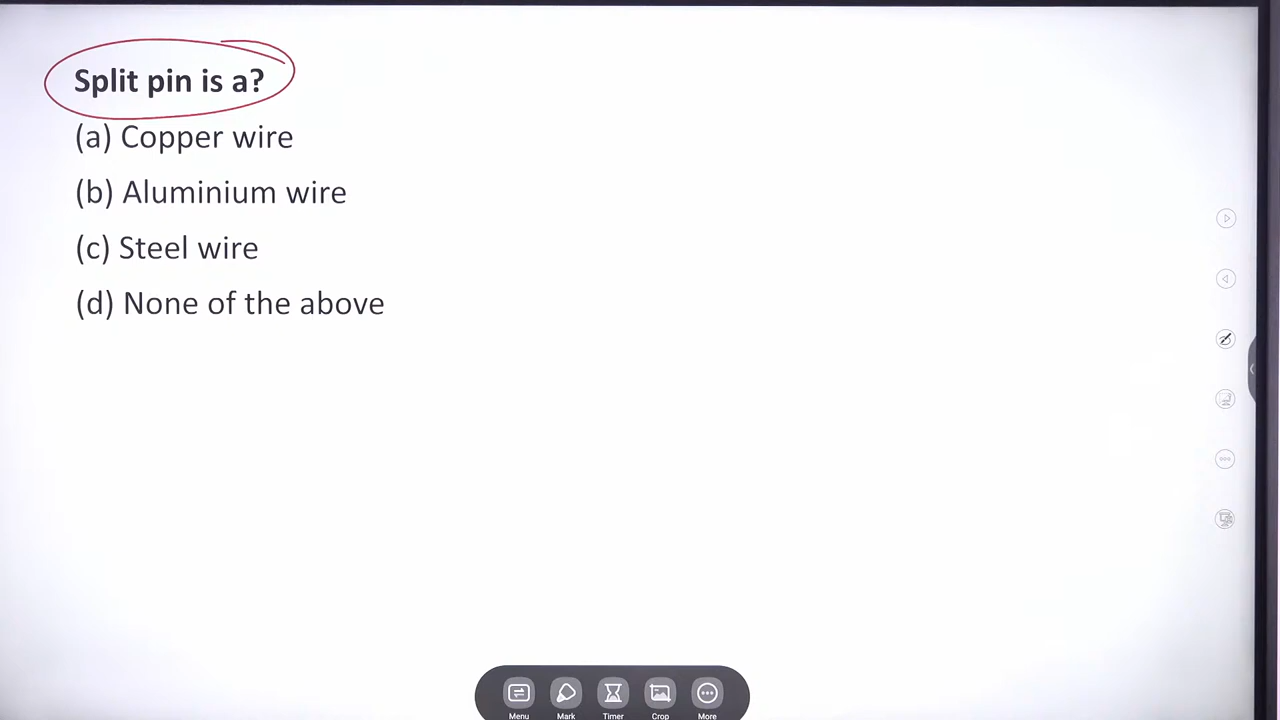 Split pin is a?
(a) Copper wire
(b) Aluminium wire
(c) Steel wire
(d) None of the above
Menu Mark Timer Crop More